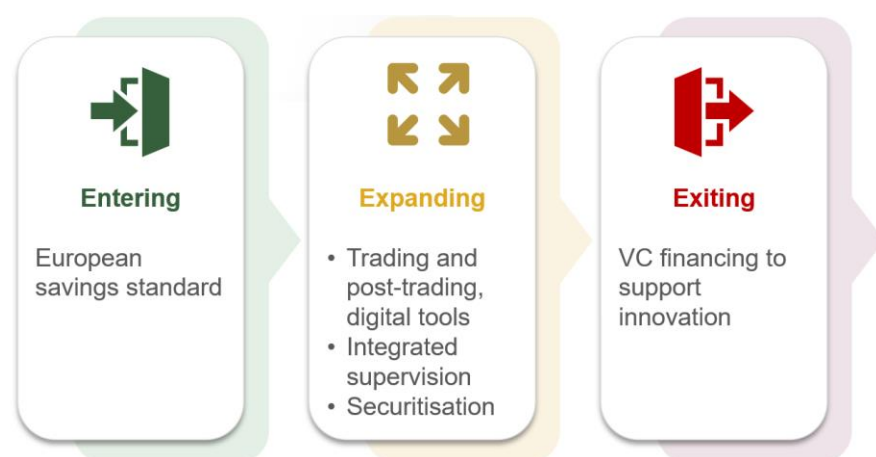 Entering
European
savings standard
Expanding
• Trading and
post-trading,
digital tools
• Integrated
supervision
• Securitisation
Exiting
VC financing to
support
innovation